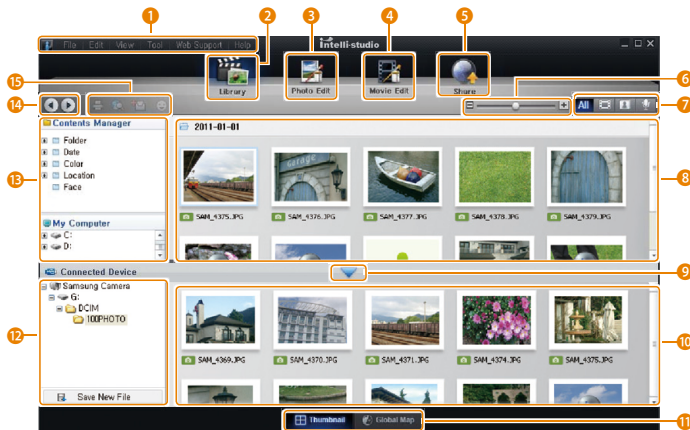 1
2
3
4
5
File Edit View Tool Web Support Help
Intelli-studio
Library
Photo Edit
Movie Edit
Share
15
6
14
All
7
Contents Manager
Folder
Date
Color
Location
Face
13
2011-01-01
SAM_4375.JPG
SAM_4376.JPG
SAM_4377.JPG
SAM_4378.JPG
SAM_4379.JPG
8
My Computer
C:
D:
Connected Device
9
Samsung Camera
G:
DCIM
100PHOTO
12
SAM_4369.JPG
SAM_4370.JPG
SAM_4371.JPG
SAM_4374.JPG
SAM_4375.JPG
10
Save New File
Thumbnail
Global Map
11